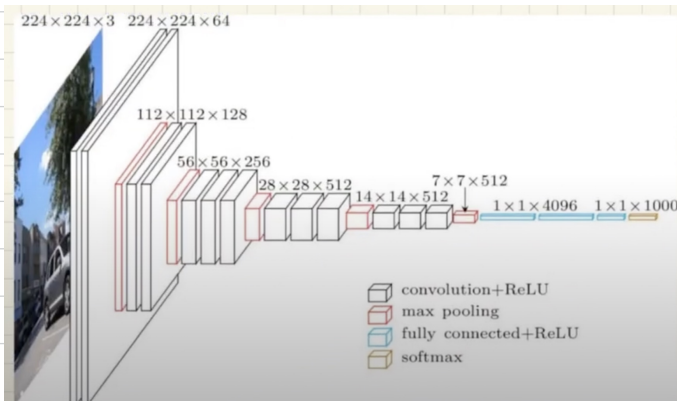 224×224×3 224×224×64
112×112×128
56×56×256
28×28×512
14×14×512
7×7×512
1×1×4096 1×1×1000
convolution+ReLU
max pooling
fully connected+ReLU
softmax